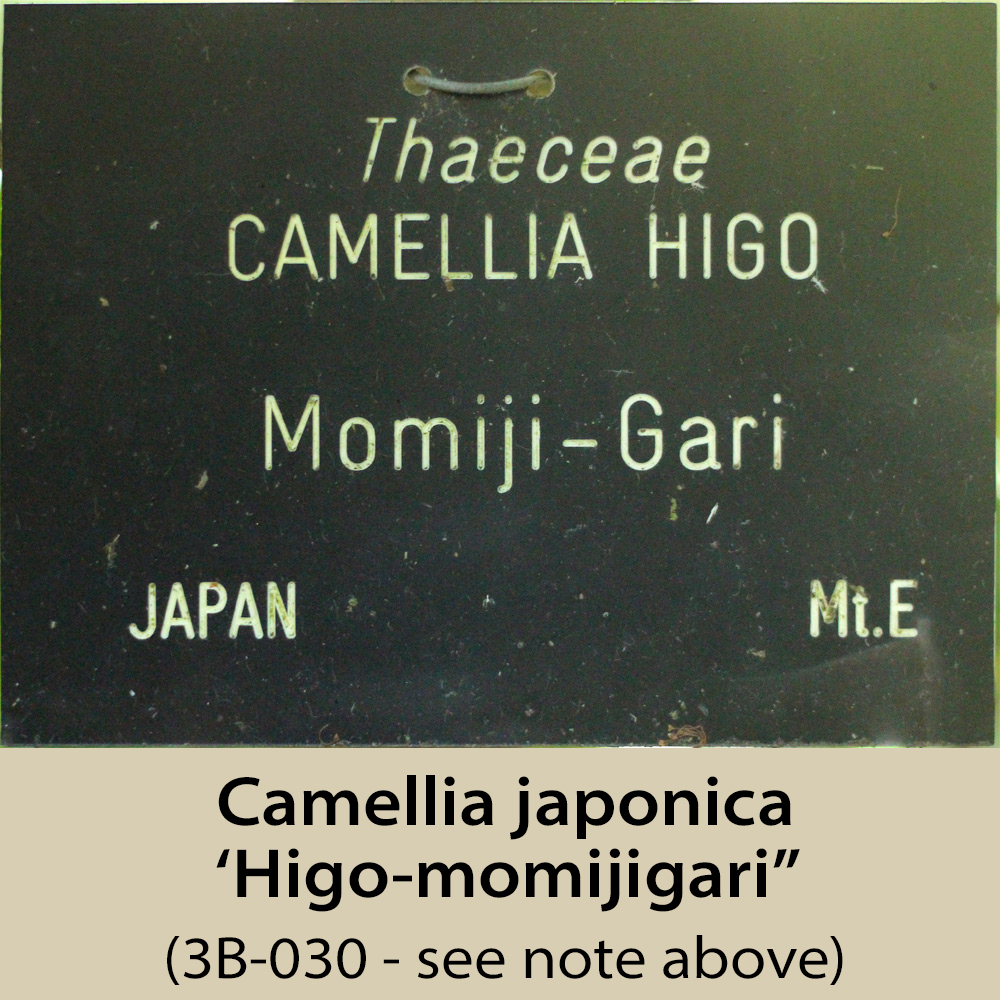 Thaeceae
CAMELLIA HIGO
Momiji-Gari
JAPAN Mt.E
Camellia japonica
‘Higo-momijigari”
(3B-030 - see note above)